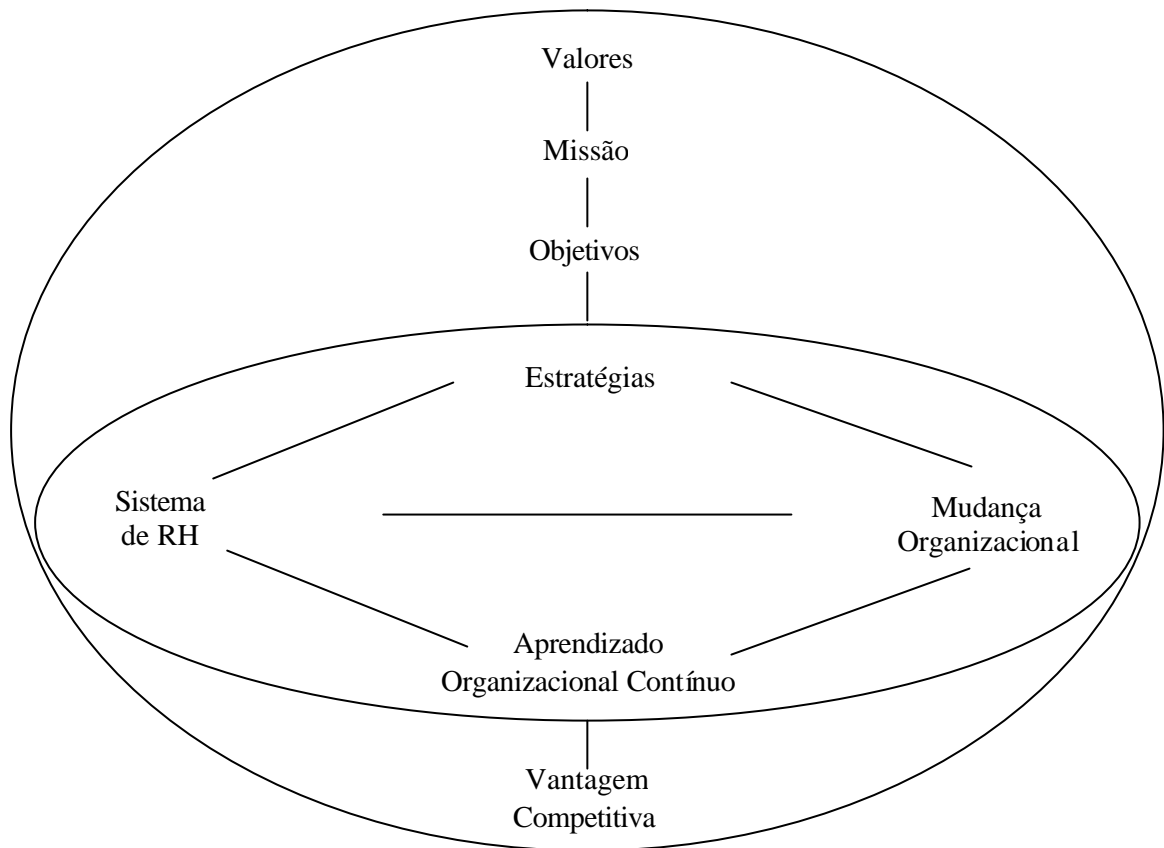 Valores
Missão
Objetivos
Estratégias
Sistema
de RH
Mudança
Organizacional
Aprendizado
Organizacional Contínuo
Vantagem
Competitiva